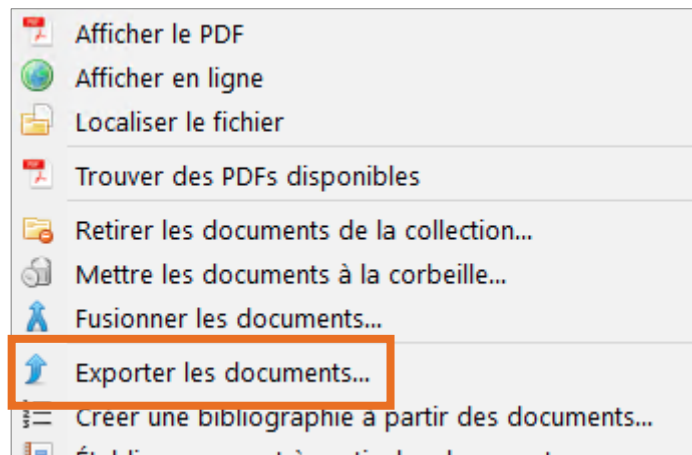 Afficher le PDF
Afficher en ligne
Localiser le fichier
Trouver des PDFs disponibles
Retirer les documents de la collection...
Mettre les documents à la corbeille...
Fusionner les documents...
Exporter les documents...
Créer une bibliographie à partir des documents...